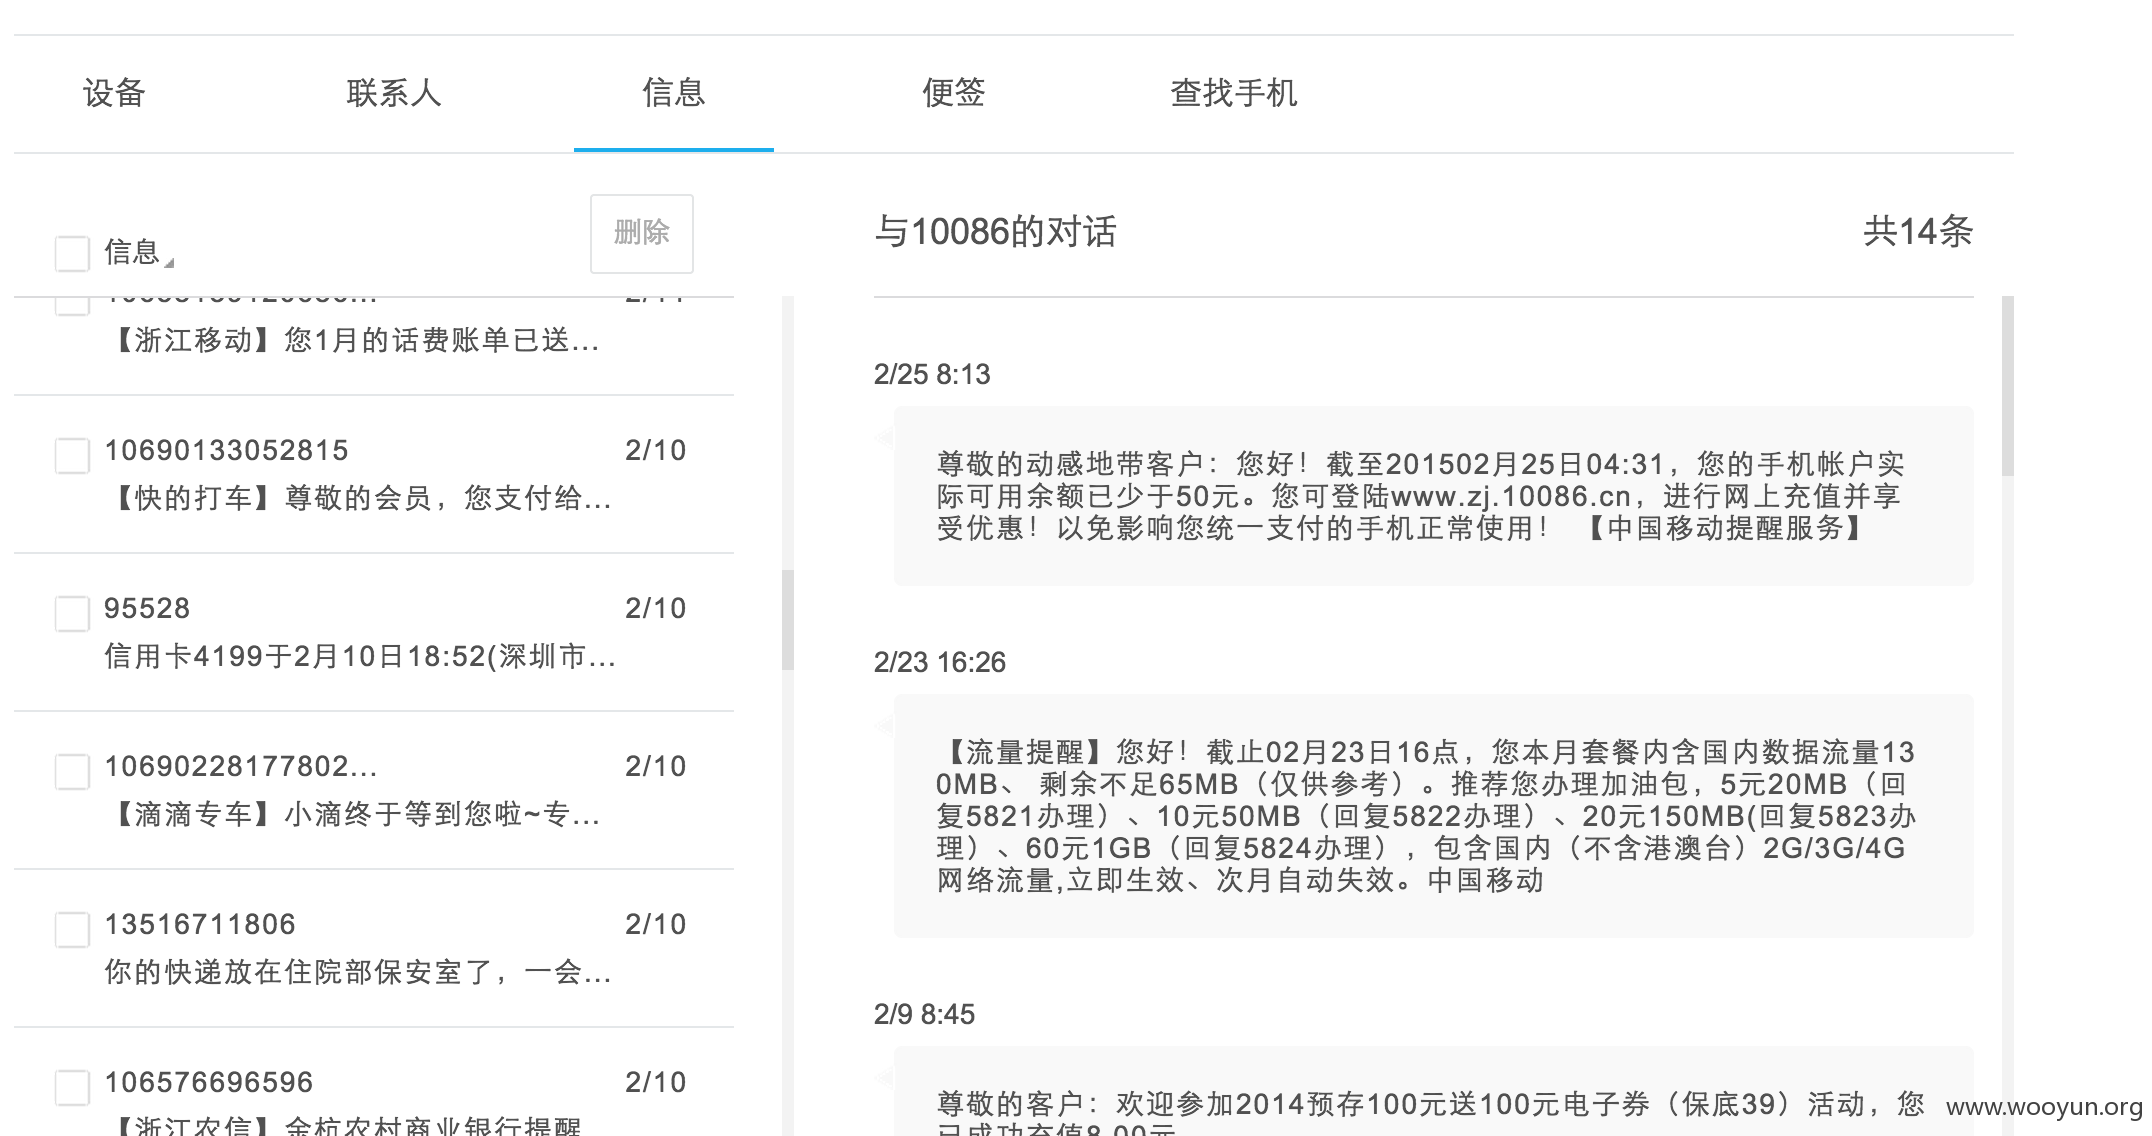 设备
联系人
信息
便签
查找手机
信息
删除
与10086的对话
共14条
【浙江移动】您1月的话费账单已送...
10690133052815
2/10
【快的打车】尊敬的会员，您支付给...
95528
2/10
信用卡4199于2月10日18:52(深圳市...
10690228177802...
2/10
【滴滴专车】小滴终于等到您啦~专...
13516711806
2/10
你的快递放在住院部保安室了，一会...
106576696596
2/10
【浙江农信】余杭农村商业银行提醒
2/25 8:13
尊敬的动感地带客户：您好！截至201502月25日04:31，您的手机帐户实
际可用余额已少于50元。您可登陆www.zj.10086.cn，进行网上充值并享
受优惠！以免影响您统一支付的手机正常使用！ 【中国移动提醒服务】
2/23 16:26
【流量提醒】您好！截止02月23日16点，您本月套餐内含国内数据流量13
0MB、 剩余不足65MB（仅供参考）。推荐您办理加油包，5元20MB（回
复5821办理）、10元50MB（回复5822办理）、20元150MB(回复5823办
理）、60元1GB（回复5824办理），包含国内（不含港澳台）2G/3G/4G
网络流量,立即生效、次月自动失效。中国移动
2/9 8:45
尊敬的客户：欢迎参加2014预存100元送100元电子券（保底39）活动，您
已成功充值8.00元
www.wooyun.org